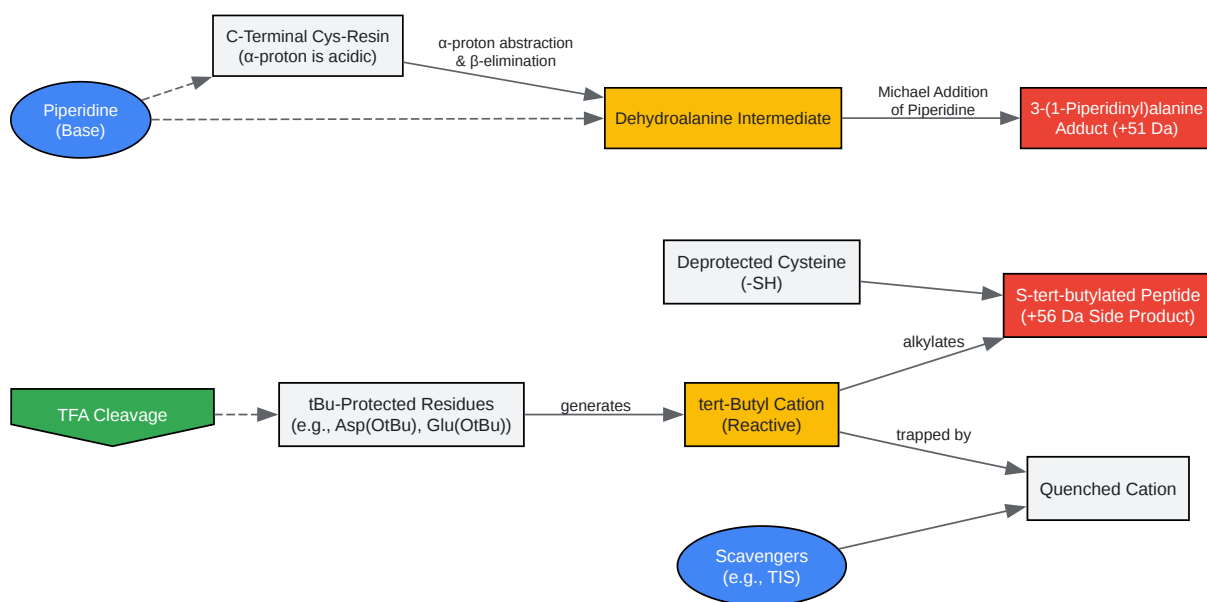 C-Terminal Cys-Resin
(α-proton is acidic)
α-proton abstraction
& β-elimination
Piperidine
(Base)
Dehydroalanine Intermediate
Michael Addition
of Piperidine
3-(1-Piperidinyl)alanine
Adduct (+51 Da)
Deprotected Cysteine
(-SH)
S-tert-butylated Peptide
(+56 Da Side Product)
alkylates
TFA Cleavage
tBu-Protected Residues
(e.g., Asp(OtBu), Glu(OtBu))
generates
tert-Butyl Cation
(Reactive)
trapped by
Quenched Cation
Scavengers
(e.g., TIS)